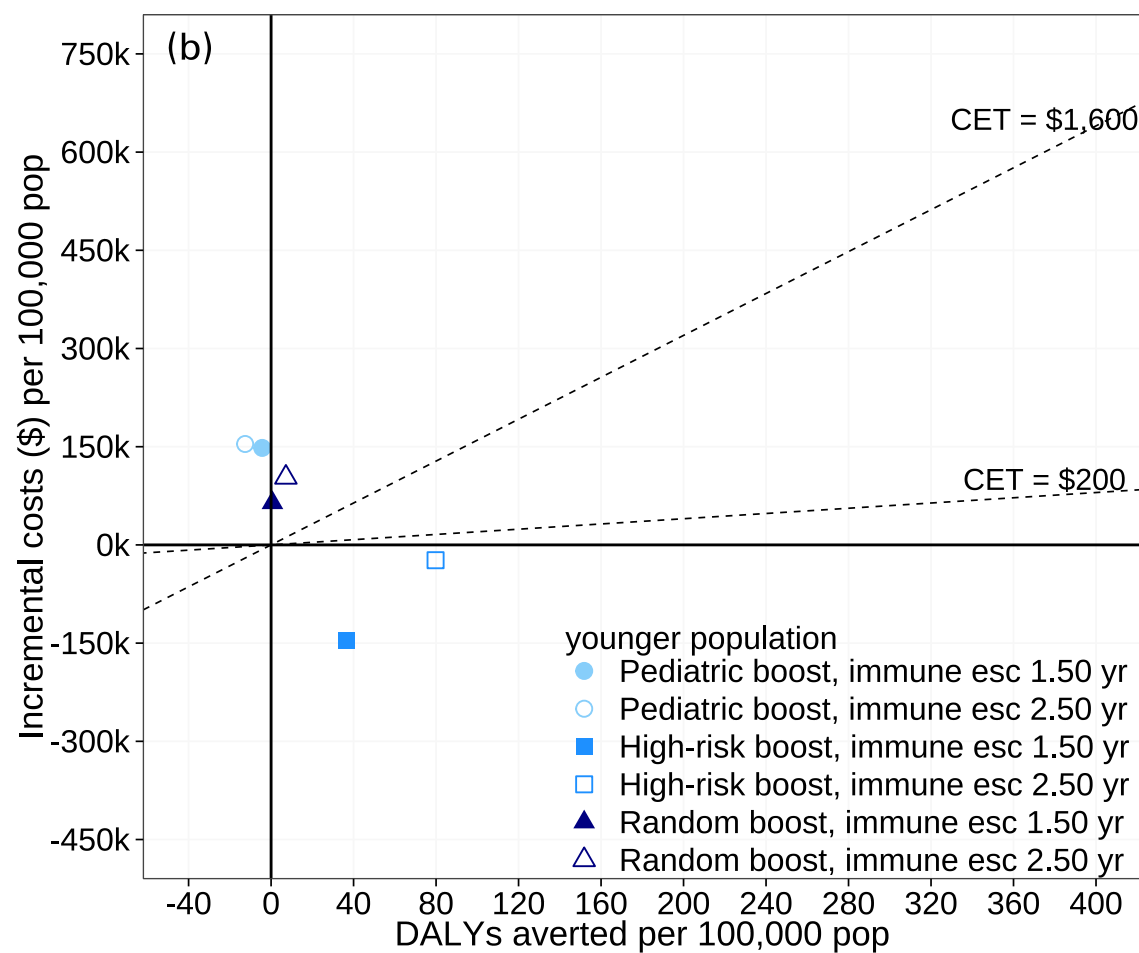 (b)
750k
600k
450k
300k
150k
0k
-150k
-300k
-450k
Incremental costs ($) per 100,000 pop
CET = $1,600
CET = $200
younger population
Pediatric boost, immune esc 1.50 yr
Pediatric boost, immune esc 2.50 yr
High-risk boost, immune esc 1.50 yr
High-risk boost, immune esc 2.50 yr
Random boost, immune esc 1.50 yr
Random boost, immune esc 2.50 yr
-40 0 40 80 120 160 200 240 280 320 360 400
DALYs averted per 100,000 pop